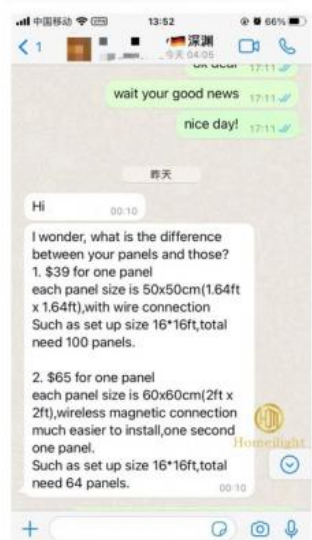 中国移动
13:52
66%
1
深渊
9天 04:05
17:11
wait your good news 17:11
nice day! 17:11
昨天
Hi 00:10
I wonder, what is the difference
between your panels and those?
1. $39 for one panel
each panel size is 50x50cm(1.64ft
x 1.64ft),with wire connection
Such as set up size 16*16ft,total
need 100 panels.
2. $65 for one panel
each panel size is 60x60cm(2ft x
2ft),wireless magnetic connection
much easier to install,one second
one panel.
Such as set up size 16*16ft,total
need 64 panels. 00:10
Homeilight